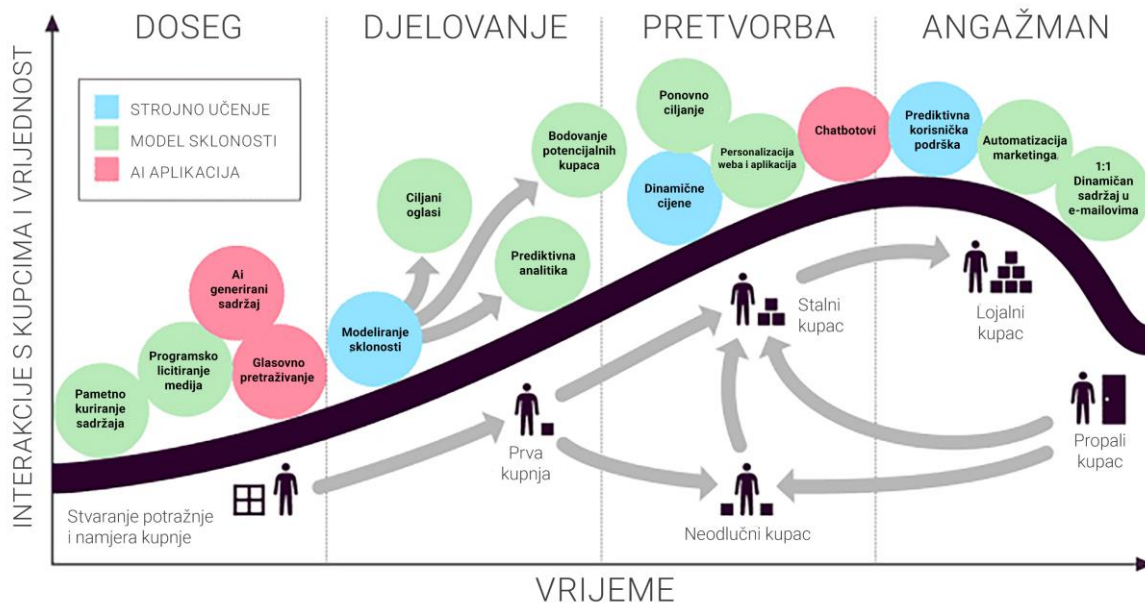 DOSEG
DJELOVANJE
PRETVORBA
ANGAŽMAN
INTERAKCIJE S KUPCIMA I VRIJEDNOST
STROJNO UČENJE
MODEL SKLONOSTI
AI APLIKACIJA
Pametno
kuriranje
sadržaja
Programsko
licitiranje
medija
Ai
generirani
sadržaj
Glasovno
pretraživanje
Modeliranje
sklonosti
Ciljani
oglasi
Bodovanje
potencijalnih
kupaca
Prediktivna
analitika
Ponovno
ciljanje
Dinamične
cijene
Personalizacija
weba i aplikacija
Chatbotovi
Prediktivna
korisnička
podrška
Automatizacija
marketinga.
1:1
Dinamičan
sadržaj u
e-mailovima
Stvaranje potražnje
i namjera kupnje
Prva
kupnja
Neodlučni kupac
Stalni
kupac
Lojalni
kupac
Propali
kupac
VRIJEME